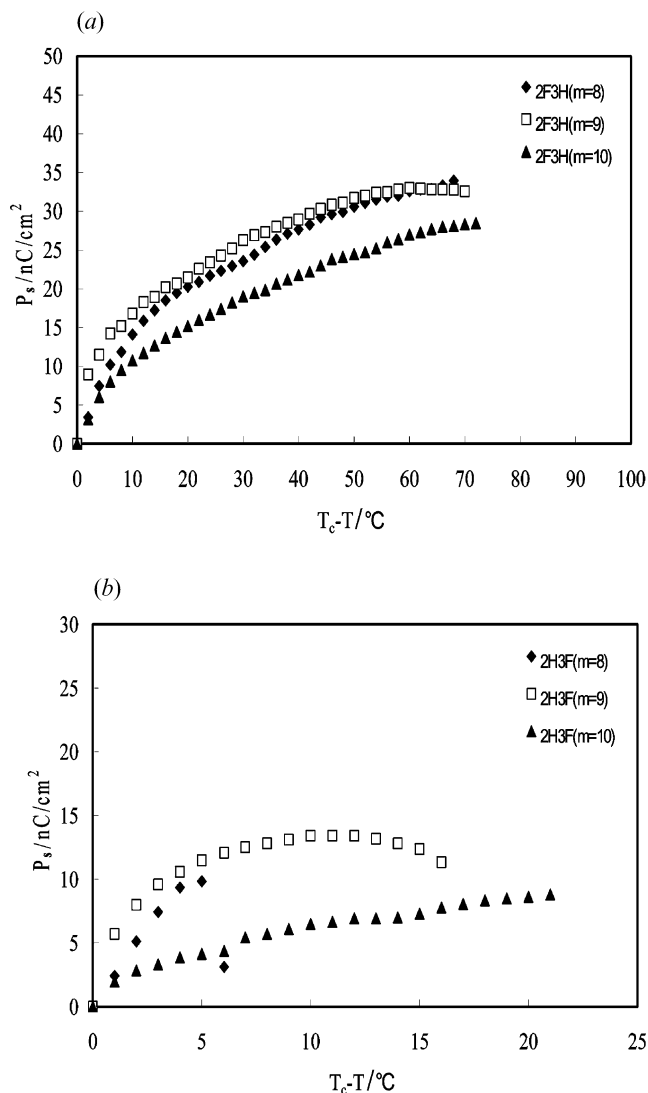 (a)
50
45
40
35
30
25
20
15
10
5
0
Pₛ/nC/cm²
2F3H(m=8)
2F3H(m=9)
2F3H(m=10)
0 10 20 30 40 50 60 70 80 90 100
T꜀-T/℃
(b)
30
25
20
15
10
5
0
Pₛ/nC/cm²
2H3F(m=8)
2H3F(m=9)
2H3F(m=10)
0 5 10 15 20 25
T꜀-T/℃